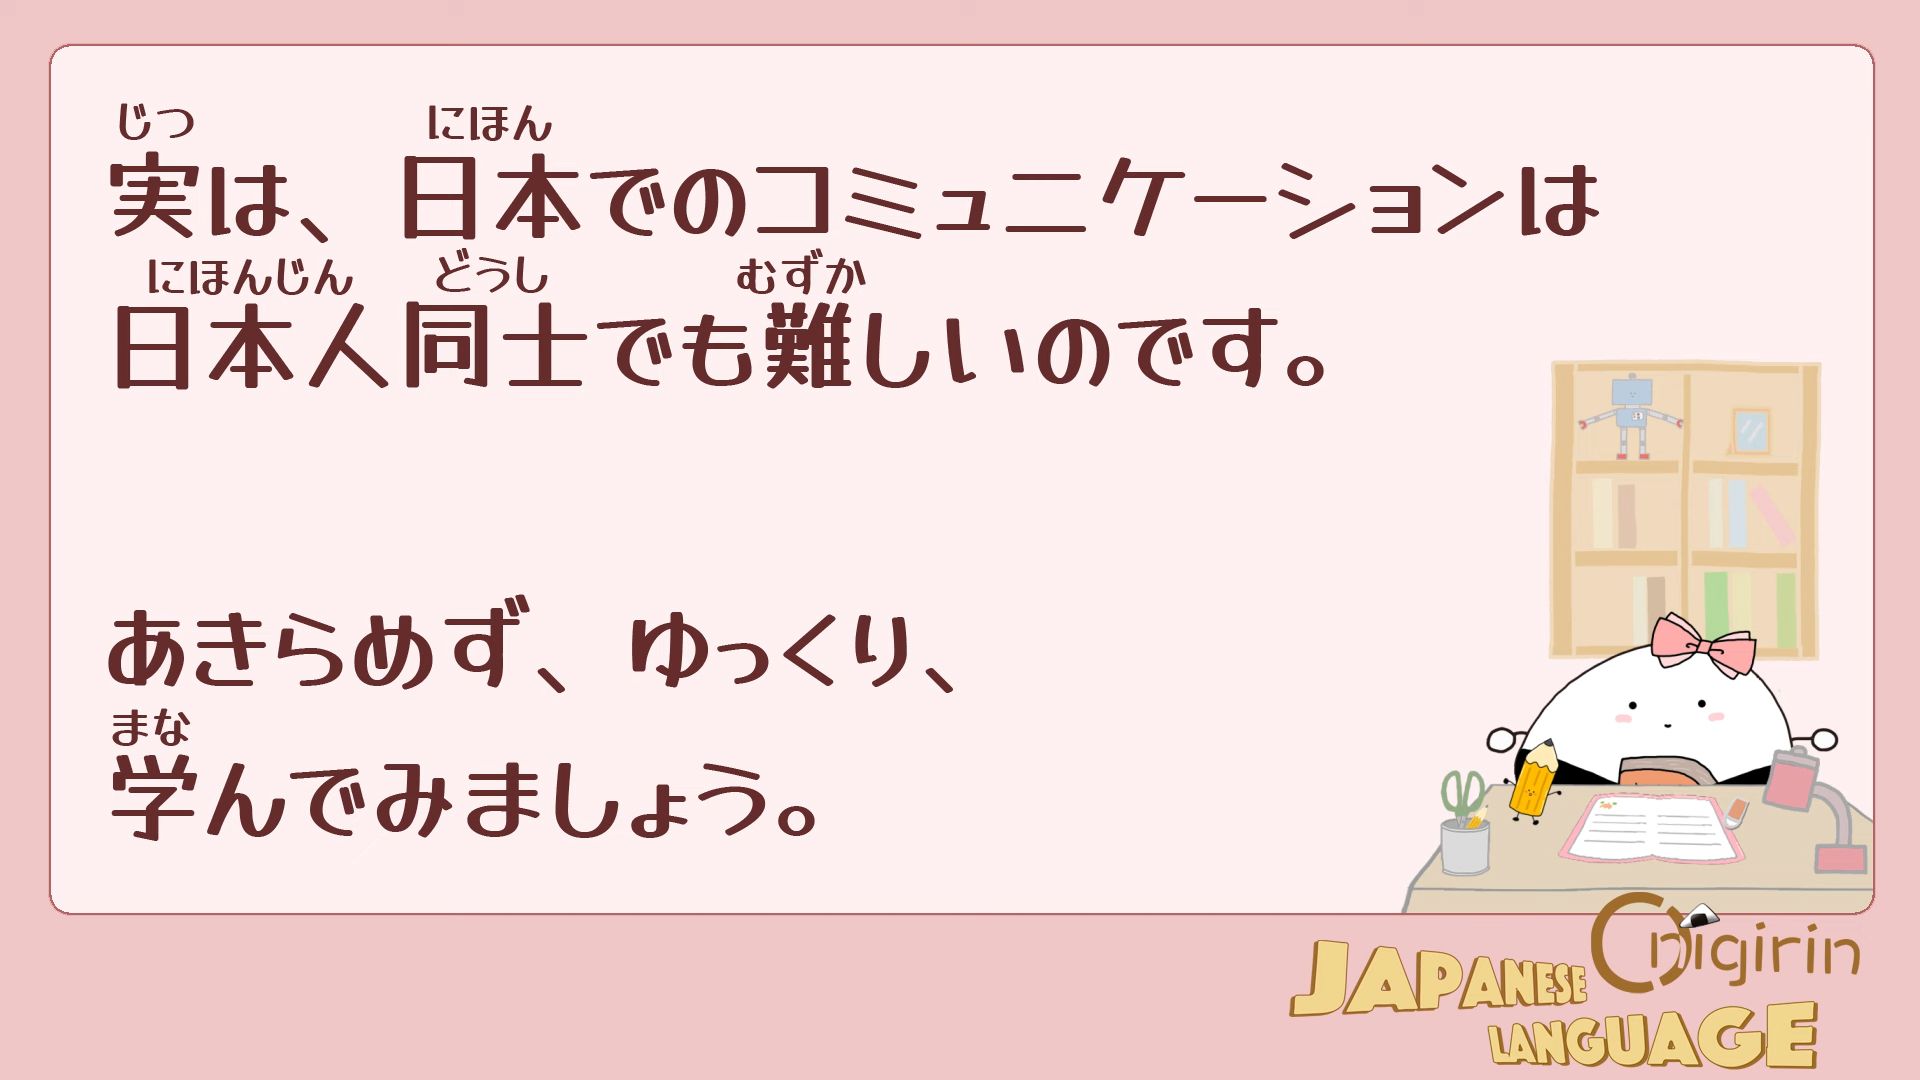 じつ にほん
実は、日本でのコミュニケーションは
にほんじん どうし むずか
日本人同士でも難しいのです。
あきらめず、ゆっくり、
まな
学んでみましょう。
Onigirin
JAPANESE
LANGUAGE